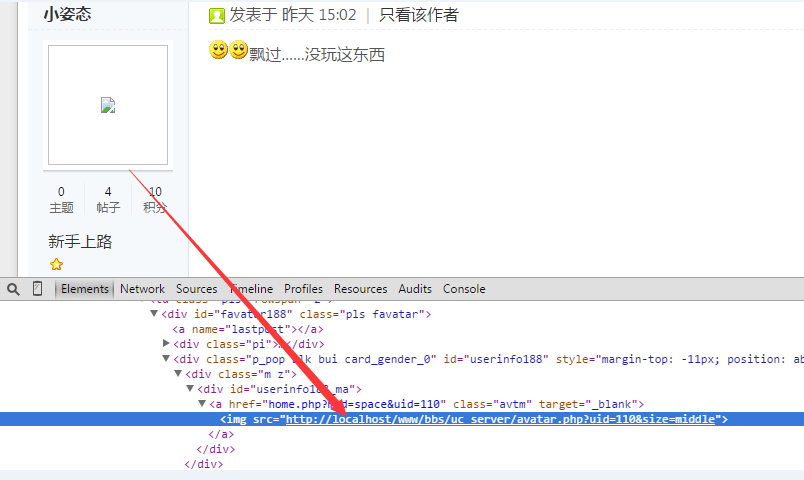 小姿态
发表于 昨天 15:02 | 只看该作者
飘过......没玩这东西
0 4 10
主题 帖子 积分
新手上路
Elements Network Sources Timeline Profiles Resources Audits Console
<div id="favatar188" class="pls favatar">
<a name="lastpost"></a>
<div class="pi">…</div>
<div class="p_pop blk bui card_gender_0" id="userinfo188" style="margin-top: -11px; position: ab
<div class="m z">
<div id="userinfo188_ma">
<a href="home.php?mod=space&uid=110" class="avtm" target="_blank">
<img src="http://localhost/www/bbs/uc_server/avatar.php?uid=110&size=middle">
</a>
</div>
</div>